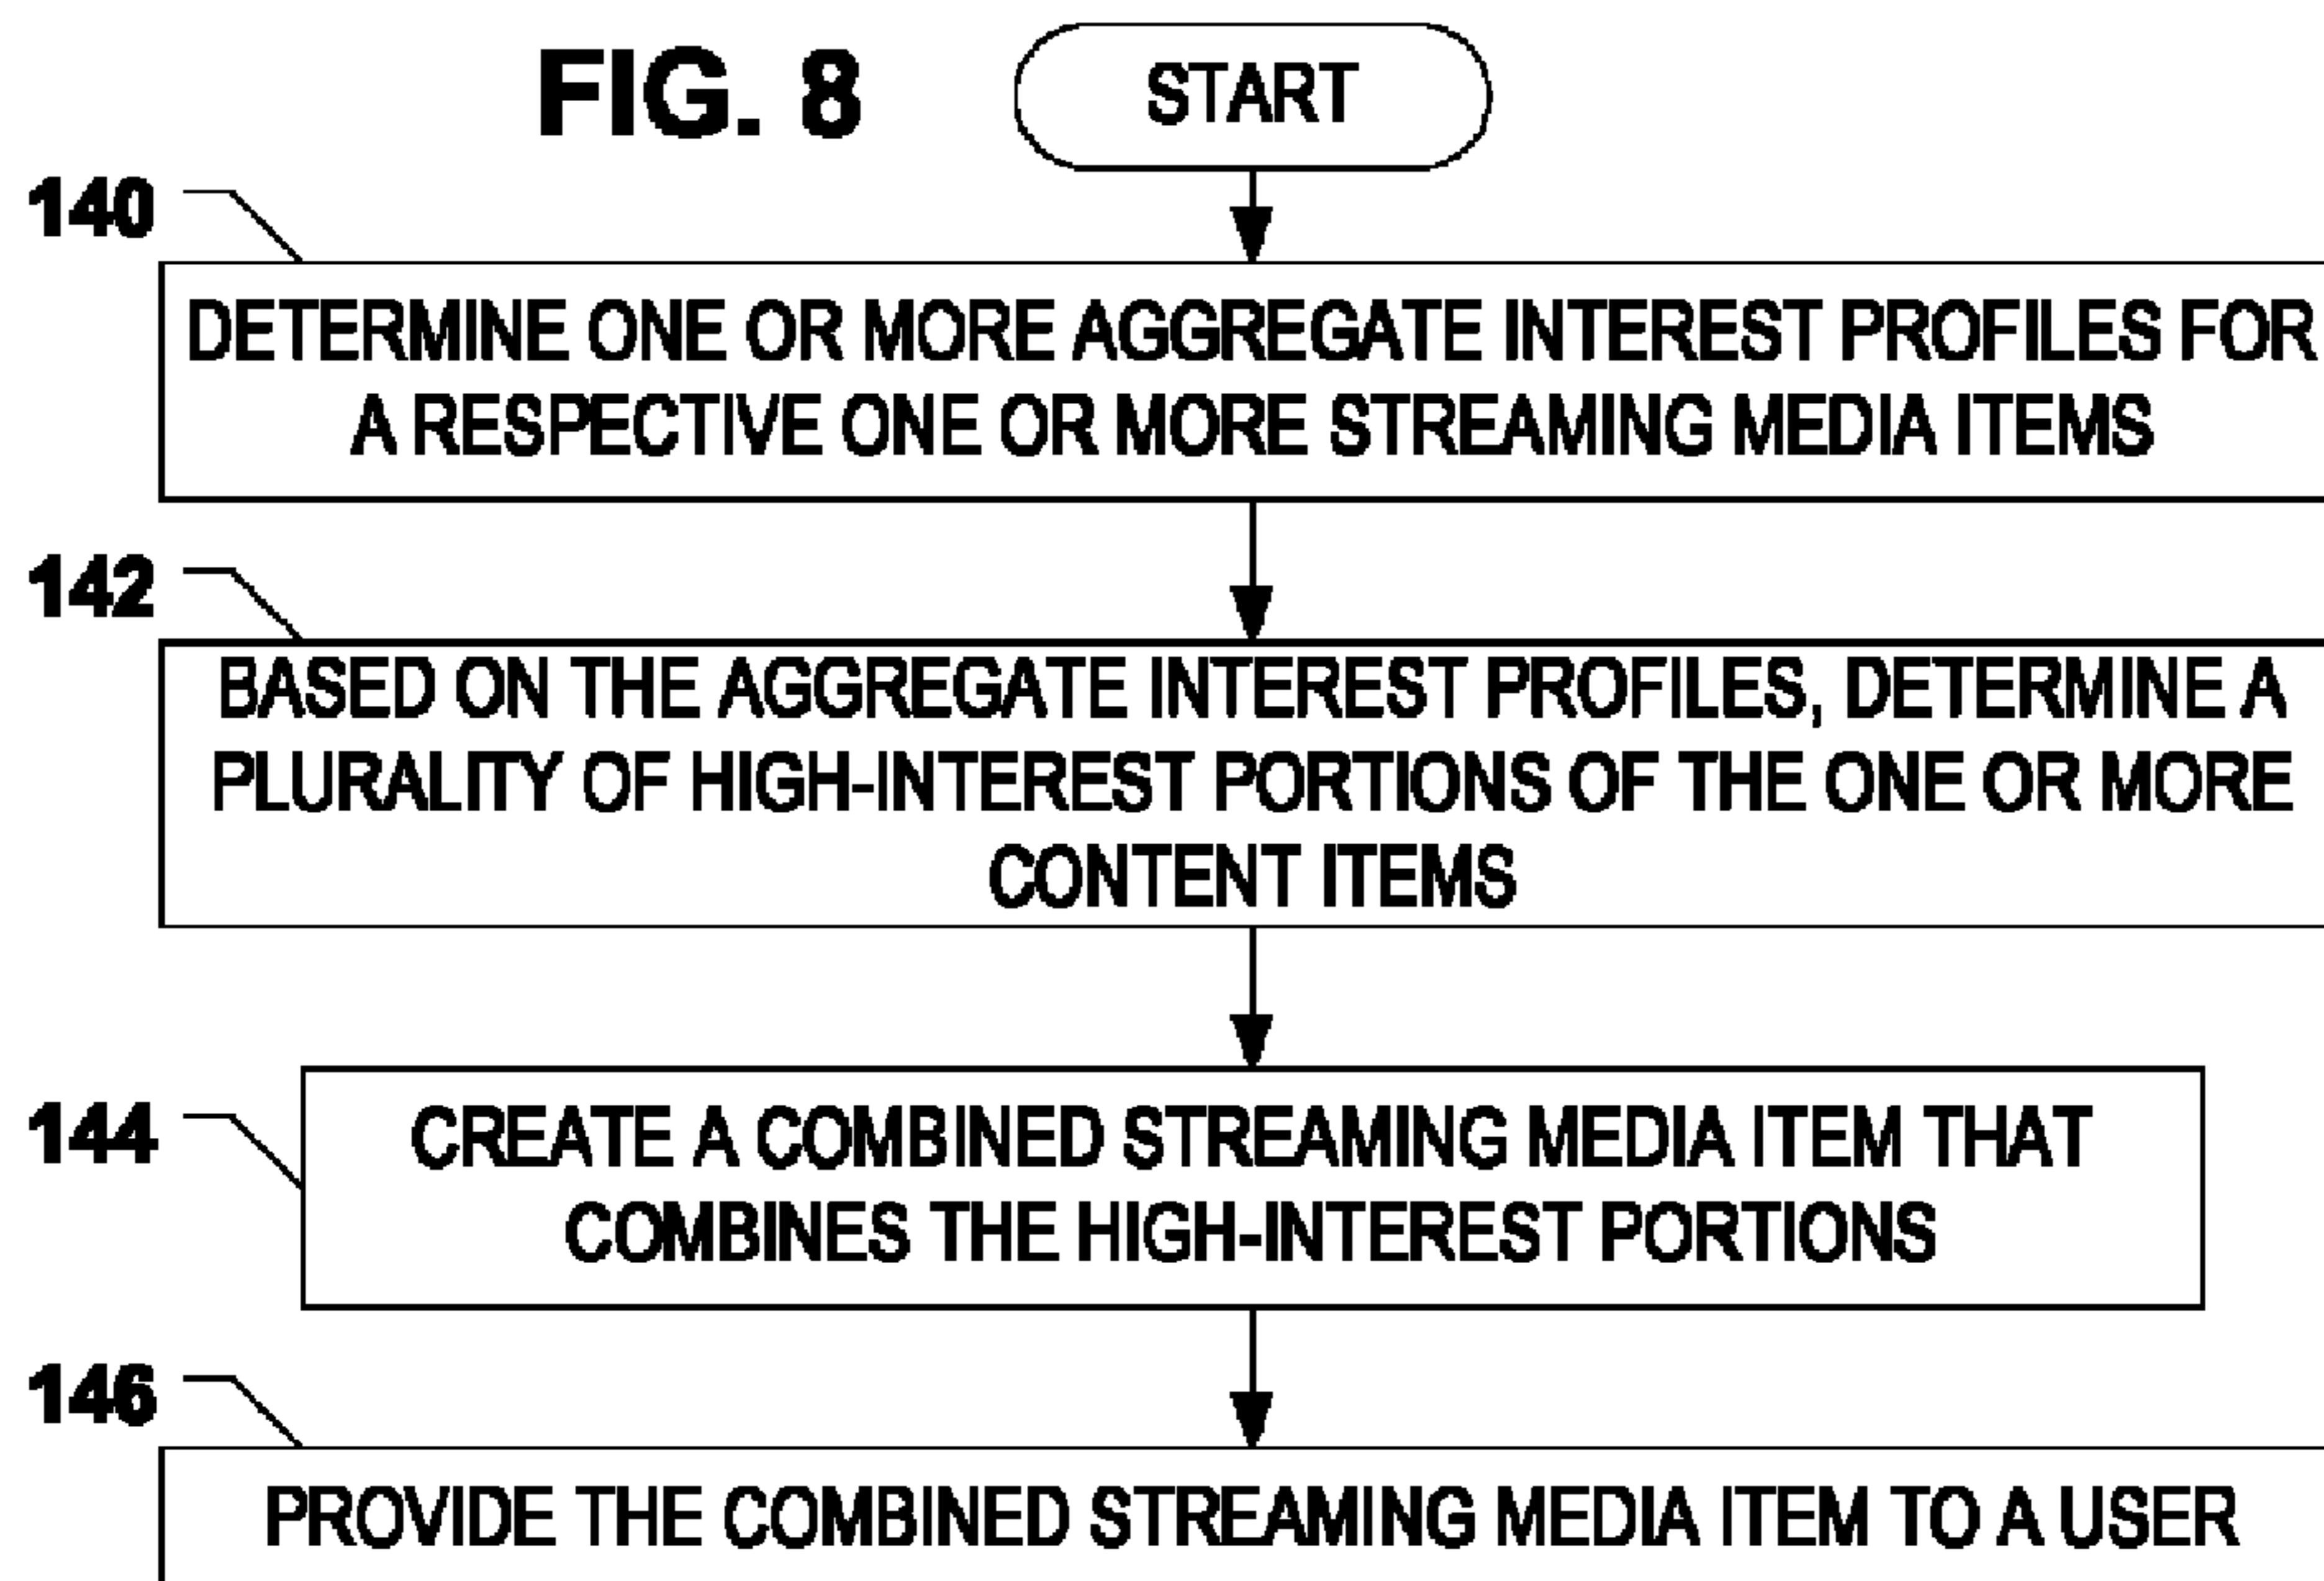 FIG. 8
START
140
DETERMINE ONE OR MORE AGGREGATE INTEREST PROFILES FOR
A RESPECTIVE ONE OR MORE STREAMING MEDIA ITEMS
142
BASED ON THE AGGREGATE INTEREST PROFILES, DETERMINE A
PLURALITY OF HIGH-INTEREST PORTIONS OF THE ONE OR MORE
CONTENT ITEMS
144
CREATE A COMBINED STREAMING MEDIA ITEM THAT
COMBINES THE HIGH-INTEREST PORTIONS
146
PROVIDE THE COMBINED STREAMING MEDIA ITEM TO A USER